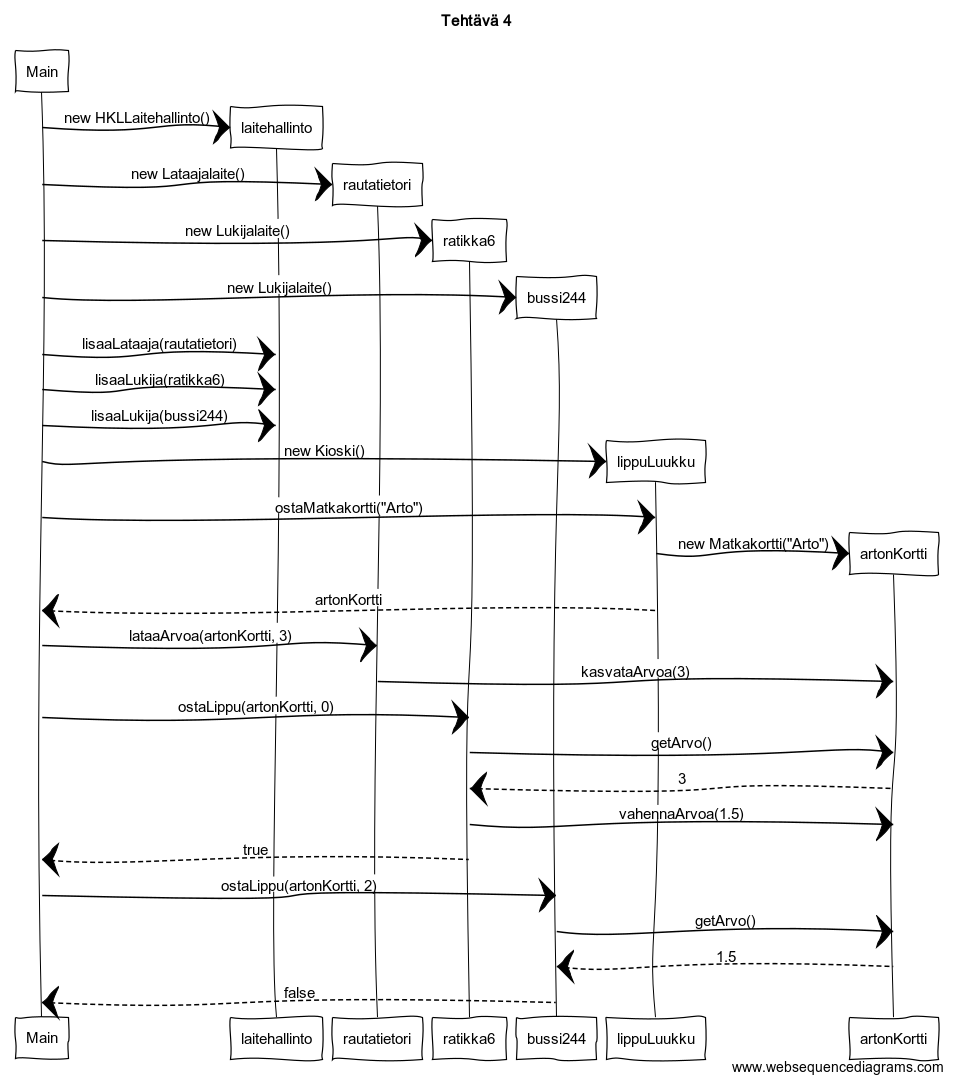 Tehtävä 4
Main
new HKLLaitehallinto()
laitehallinto
new Lataajalaite()
rautatietori
new Lukijalaite()
ratikka6
new Lukijalaite()
bussi244
lisaaLataaja(rautatietori)
lisaaLukija(ratikka6)
lisaaLukija(bussi244)
new Kioski()
lippuLuukku
ostaMatkakortti("Arto")
new Matkakortti("Arto")
artonKortti
artonKortti
lataaArvoa(artonKortti, 3)
kasvataArvoa(3)
ostaLippu(artonKortti, 0)
getArvo()
3
vahennaArvoa(1.5)
true
ostaLippu(artonKortti, 2)
getArvo()
1.5
false
Main laitehallinto rautatietori ratikka6 bussi244 lippuLuukku artonKortti
www.websequencediagrams.com